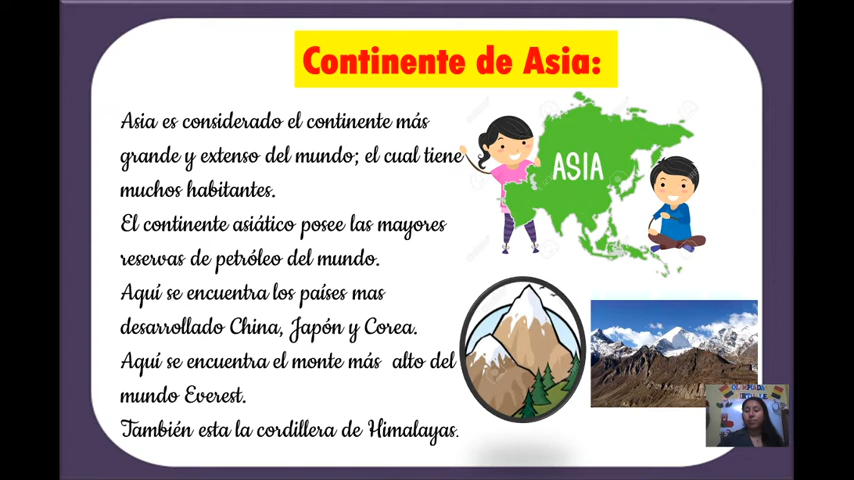 Continente de Asia:
Asia es considerado el continente más
grande y extenso del mundo; el cual tiene
muchos habitantes.
El continente asiático posee las mayores
reservas de petróleo del mundo.
Aquí se encuentra los países mas
desarrollado China, Japón y Corea.
Aquí se encuentra el monte más alto del
mundo Everest.
También esta la cordillera de Himalayas.
ASIA
OLIMPIADA